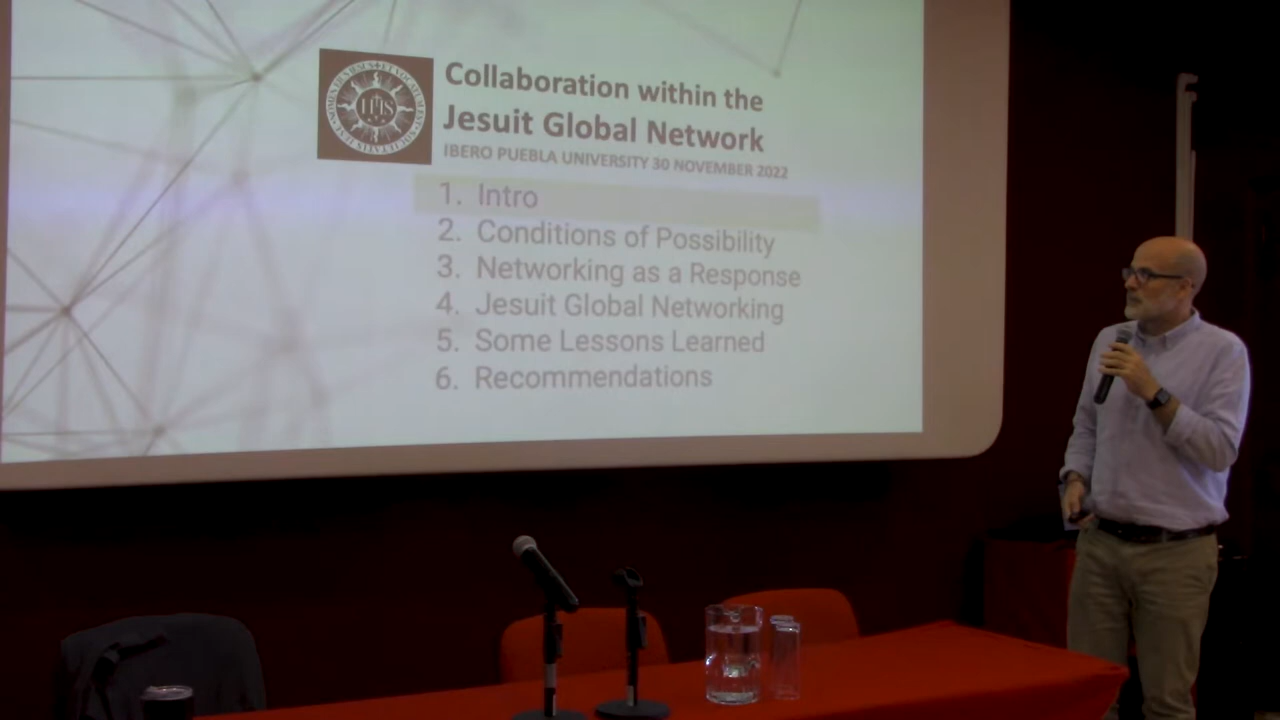 IHS
Collaboration within the
Jesuit Global Network
IBERO PUEBLA UNIVERSITY 30 NOVEMBER 2022
1. Intro
2. Conditions of Possibility
3. Networking as a Response
4. Jesuit Global Networking
5. Some Lessons Learned
6. Recommendations